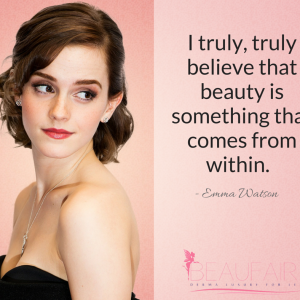 I truly, truly
believe that
beauty is
something tha
comes from
within.
- Emma Watson
BEAUFAIR